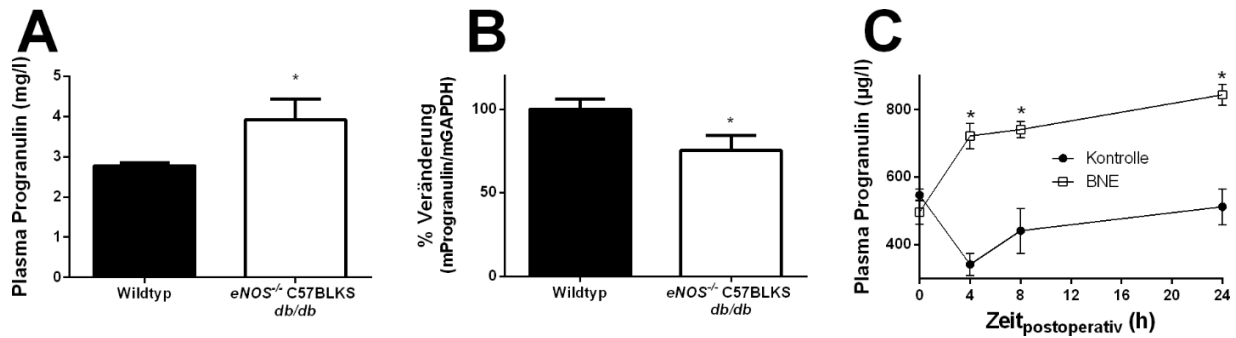 A
Plasma Progranulin (mg/l)
5
4
3
2
1
0
*
Wildtyp
eNOS-/- C57BLKS
db/db
B
% Veränderung
(mProgranulin/mGAPDH)
100
50
0
*
Wildtyp
eNOS-/- C57BLKS
db/db
C
Plasma Progranulin (µg/l)
800
600
400
* * *
Kontrolle
BNE
0 4 8 12 16 20 24
Zeitpostoperativ (h)